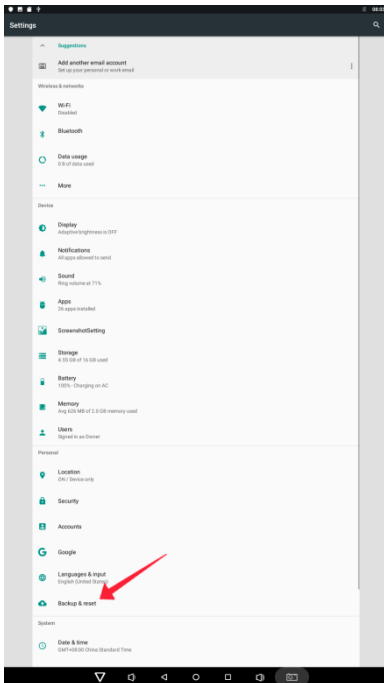 08:03
Settings
Suggestions
Add another email account
Set up your personal or work email
Wireless & networks
Wi-Fi
Disabled
Bluetooth
Data usage
0 B of data used
More
Device
Display
Adaptive brightness is OFF
Notifications
All apps allowed to send
Sound
Ring volume at 71%
Apps
26 apps installed
ScreenshotSetting
Storage
4.35 GB of 16 GB used
Battery
100% - Charging on AC
Memory
Avg 626 MB of 2.0 GB memory used
Users
Signed in as Owner
Personal
Location
ON / Device only
Security
Accounts
Google
Languages & input
English (United States)
Backup & reset
System
Date & time
GMT+08:00 China Standard Time